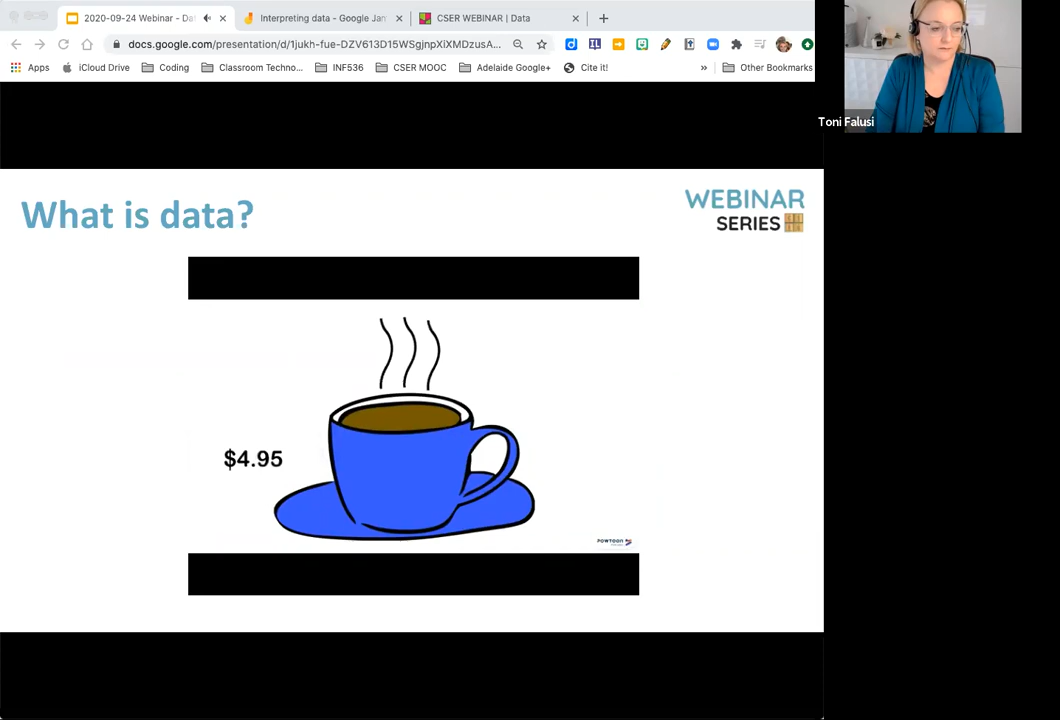 2020-09-24 Webinar - Da
Interpreting data - Google Jam
CSER WEBINAR | Data
docs.google.com/presentation/d/1jukh-fue-DZV613D15WSgjnpXiXMDzusA...
Apps
iCloud Drive
Coding
Classroom Techno...
INF536
CSER MOOC
Adelaide Google+
Cite it!
»
Other Bookmarks
Toni Falusi
What is data?
WEBINAR
SERIES
$4.95
POWTOON